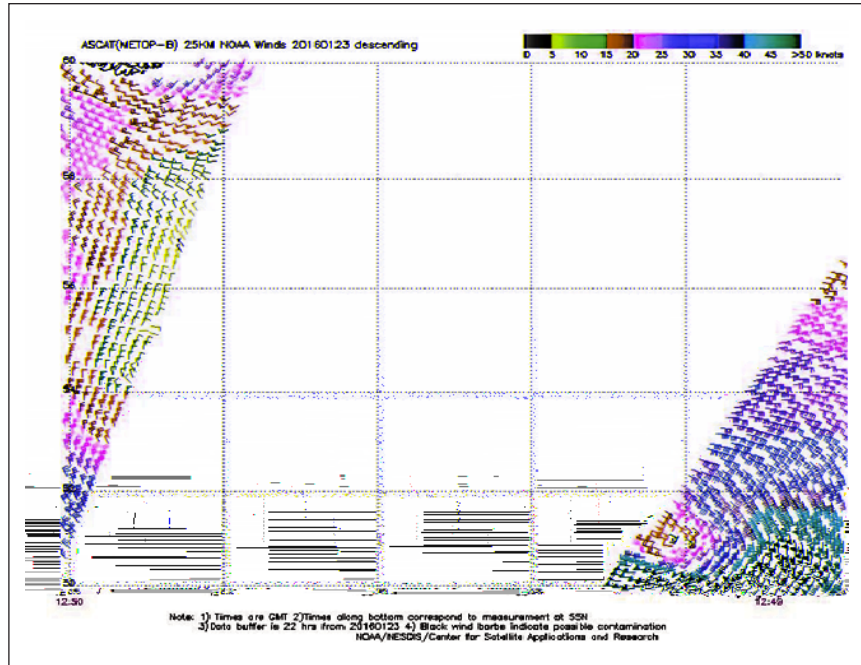 ASCAT(METOP-B) 25KM NOAA Winds 20160123 descending
0 5 10 15 20 25 30 35 40 45 >50 knots
60
58
56
54
12:50
12:49
Note: 1) Times are GMT 2)Times along bottom correspond to measurement at 55N
3)Data buffer is 22 hrs from 20160123 4) Black wind barbs indicate possible contamination
NOAA/NESDIS/Center for Satellite Applications and Research